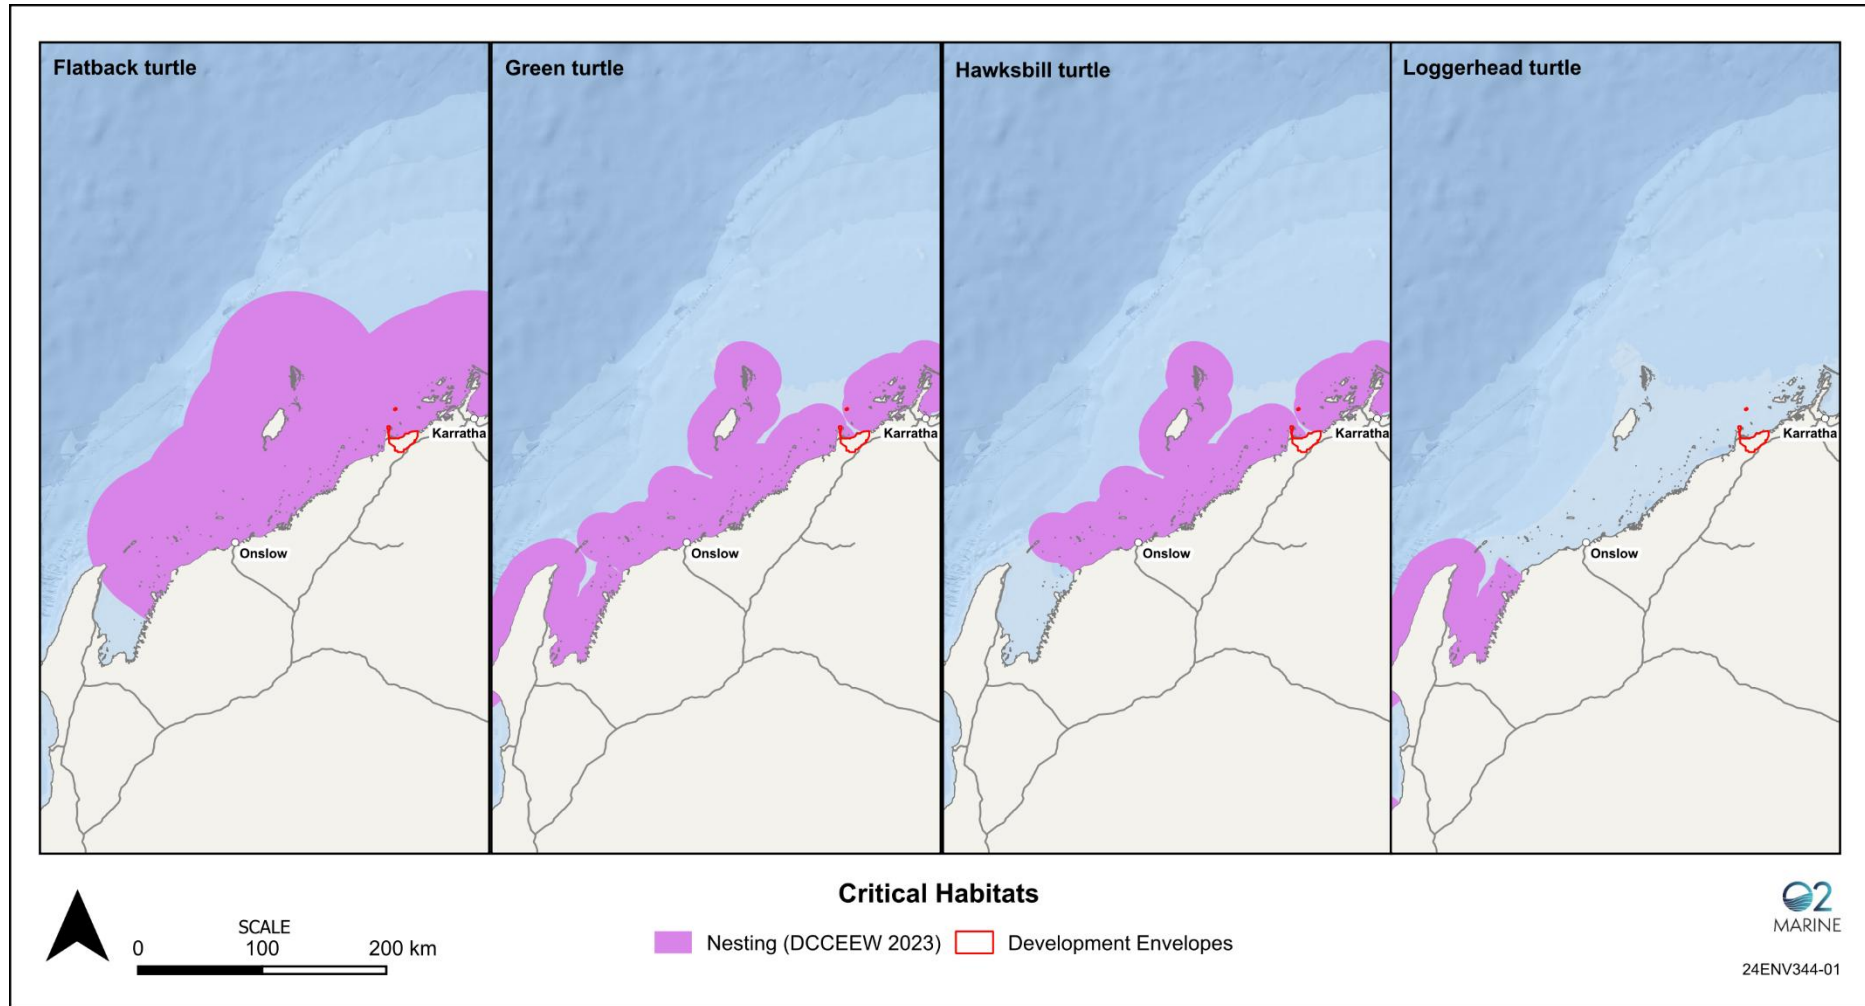 Flatback turtle
Green turtle
Hawksbill turtle
Loggerhead turtle
Karratha
Onslow
Karratha
Onslow
Karratha
Onslow
Karratha
Onslow
Critical Habitats
SCALE
0 100 200 km
Nesting (DCCEEW 2023)
Development Envelopes
O2
MARINE
24ENV344-01